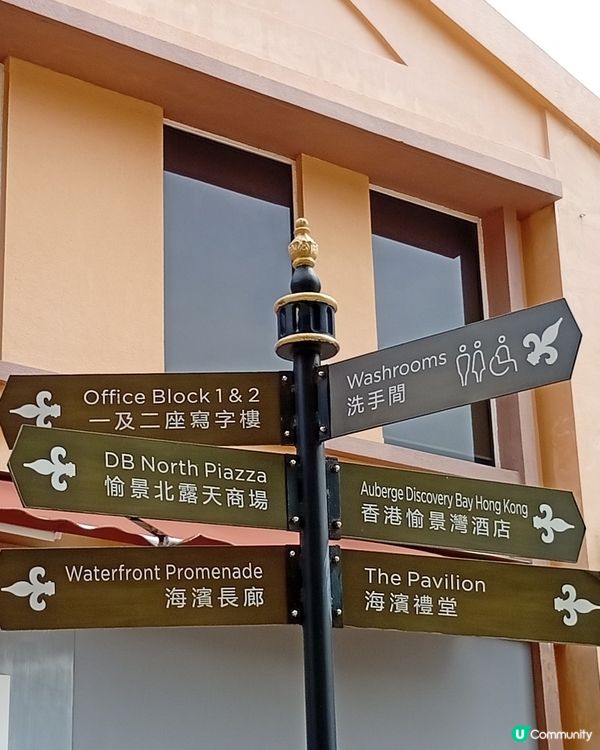 Office Block 1 & 2
一及二座寫字樓
Washrooms
洗手間
DB North Piazza
愉景北露天商場
Auberge Discovery Bay Hong Kong
香港愉景灣酒店
Waterfront Promenade
海濱長廊
The Pavilion
海濱禮堂
U Community